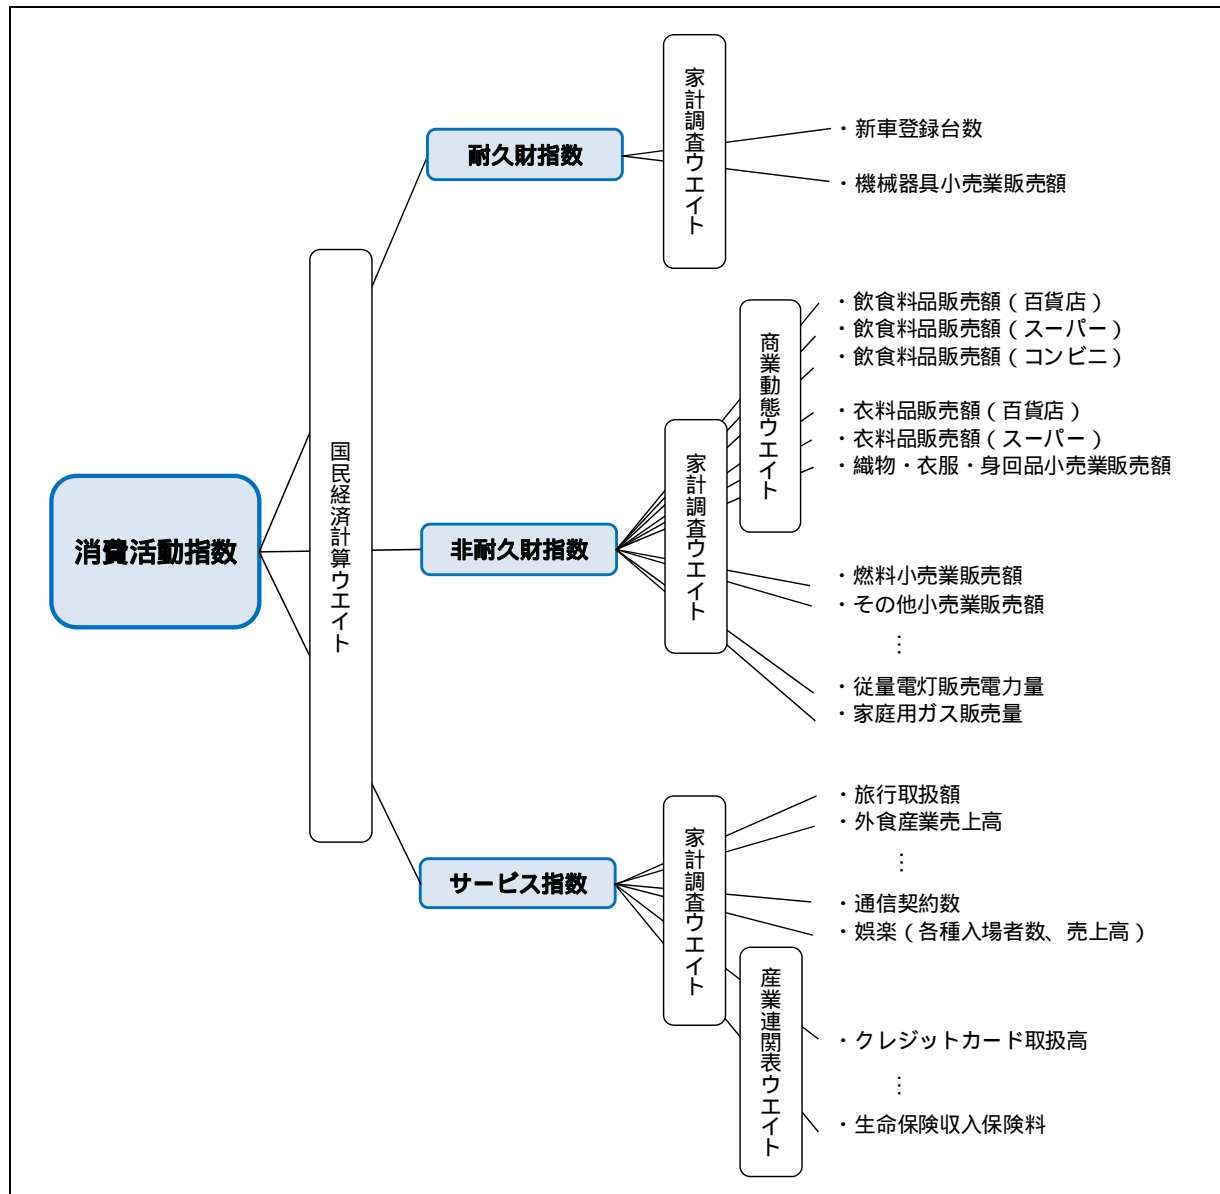 消費活動指数
国民経済計算ウエイト
耐久財指数
家計調査ウエイト
・新車登録台数
・機械器具小売業販売額
非耐久財指数
家計調査ウエイト
商業動態ウエイト
・飲食料品販売額（百貨店）
・飲食料品販売額（スーパー）
・飲食料品販売額（コンビニ）
・衣料品販売額（百貨店）
・衣料品販売額（スーパー）
・織物・衣服・身回品小売業販売額
・燃料小売業販売額
・その他小売業販売額
⋮
・従量電灯販売電力量
・家庭用ガス販売量
サービス指数
家計調査ウエイト
・旅行取扱額
・外食産業売上高
⋮
・通信契約数
・娯楽（各種入場者数、売上高）
産業連関表ウエイト
・クレジットカード取扱高
⋮
・生命保険収入保険料